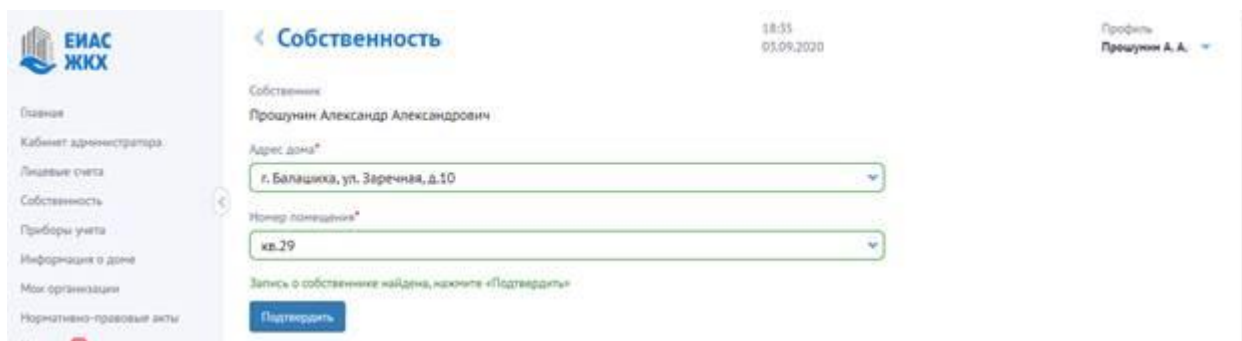 ЕИАС
ЖКХ
Главная
Кабинет администратора
Лицевые счета
Собственность
Приборы учета
Информация о доме
Мои организации
Нормативно-правовые акты
Собственность
18:35
03.09.2020
Профиль
Прошунин А. А.
Собственник
Прошунин Александр Александрович
Адрес дома*
г. Балашиха, ул. Заречная, д.10
Номер помещения*
кв.29
Запись о собственнике найдена, нажмите «Подтвердить»
Подтвердить